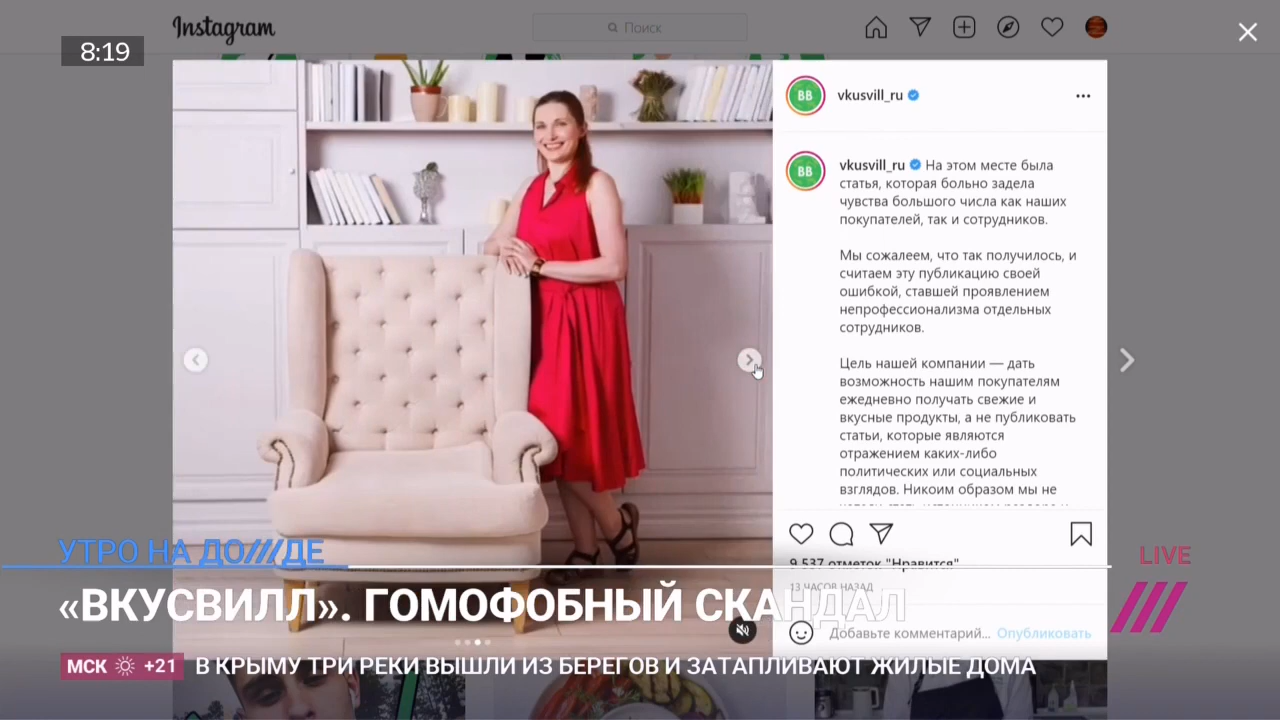 Instagram
Поиск
8:19
BB
vkusvill_ru
BB
vkusvill_ru На этом месте была
статья, которая больно задела
чувства большого числа как наших
покупателей, так и сотрудников.
Мы сожалеем, что так получилось, и
считаем эту публикацию своей
ошибкой, ставшей проявлением
непрофессионализма отдельных
сотрудников.
Цель нашей компании — дать
возможность нашим покупателям
ежедневно получать свежие и
вкусные продукты, а не публиковать
статьи, которые являются
отражением каких-либо
политических или социальных
взглядов. Никоим образом мы не
9 537 отметок "Нравится"
13 ЧАСОВ НАЗАД
Добавьте комментарий... Опубликовать
УТРО НА ДО///ДЕ
LIVE
«ВКУСВИЛЛ». ГОМОФОБНЫЙ СКАНДАЛ
МСК +21 В КРЫМУ ТРИ РЕКИ ВЫШЛИ ИЗ БЕРЕГОВ И ЗАТАПЛИВАЮТ ЖИЛЫЕ ДОМА